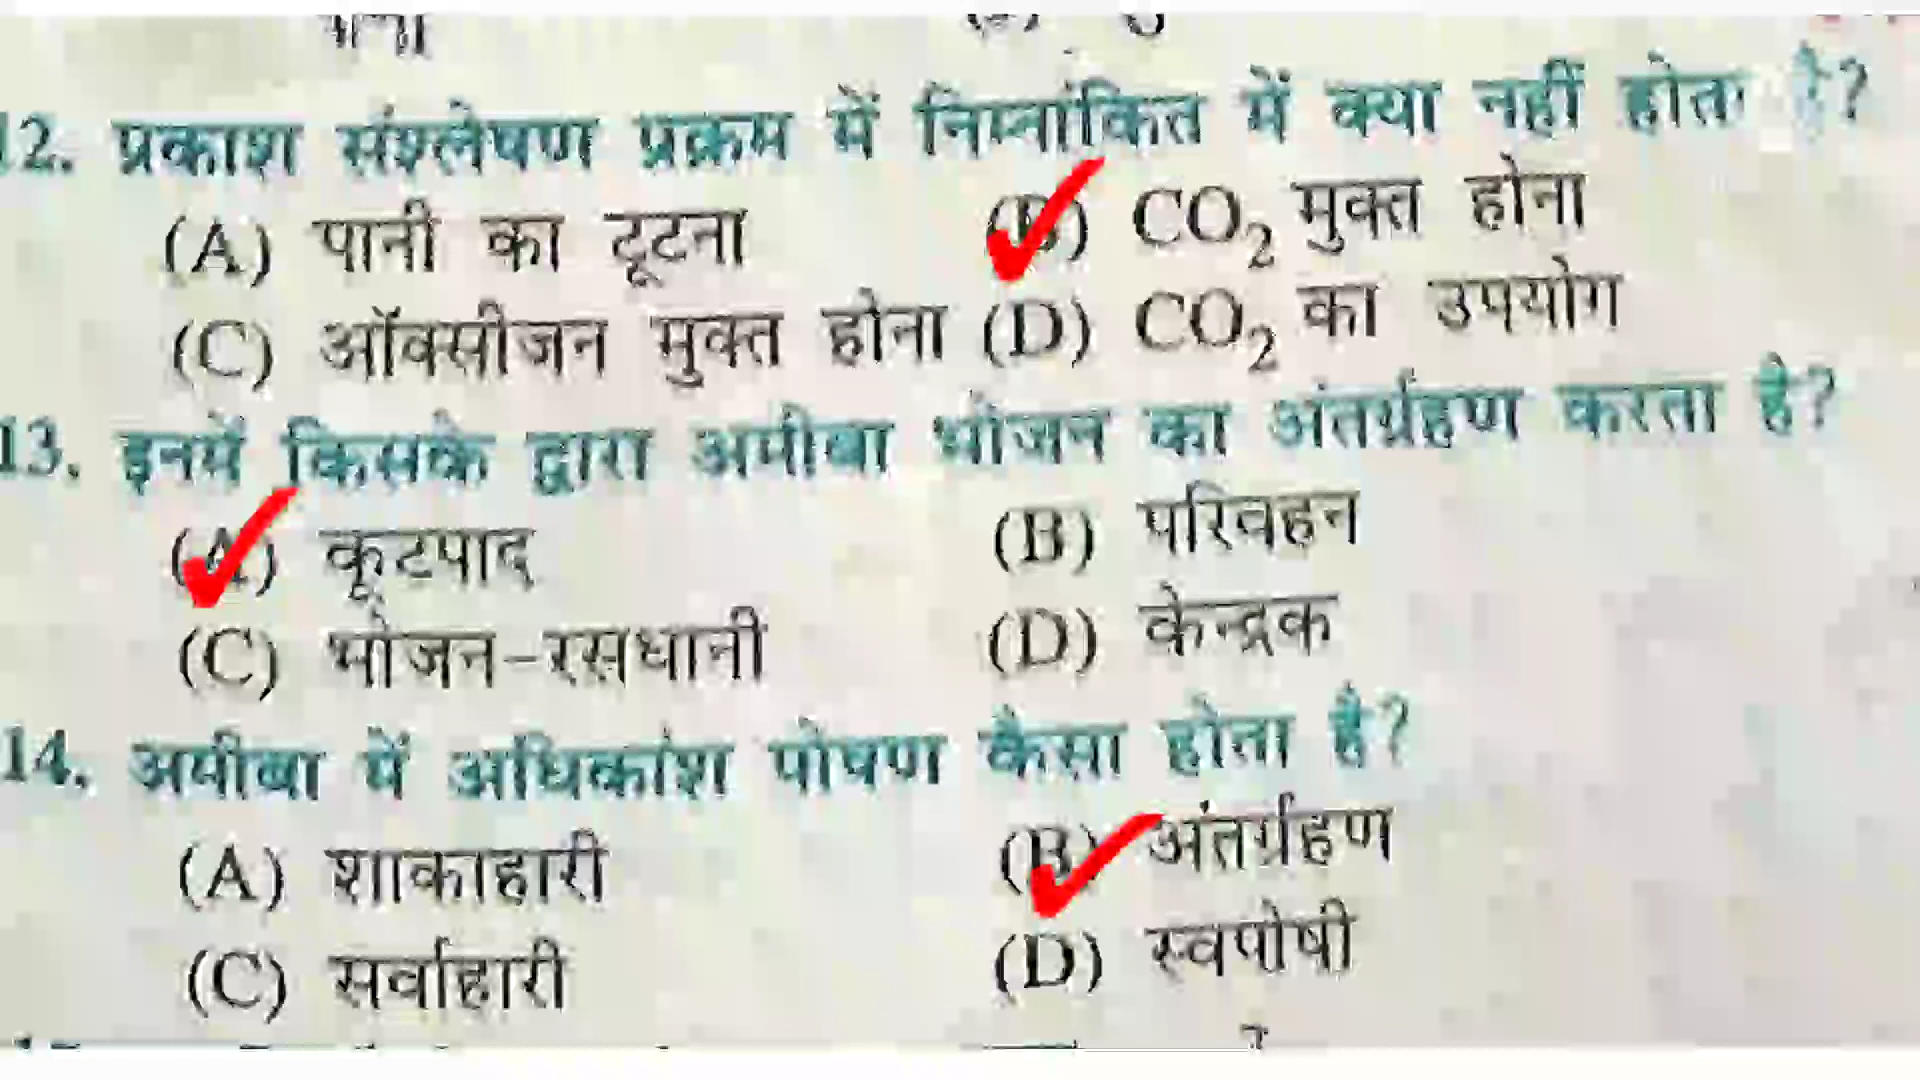 12. प्रकाश संश्लेषण प्रक्रम में निम्नांकित में क्या नहीं होता है?
(A) पानी का टूटना (B) CO₂ मुक्त होना
(C) ऑक्सीजन मुक्त होना (D) CO₂ का उपयोग
13. इनमें किसके द्वारा अमीबा भोजन का अंतर्ग्रहण करता है?
(A) कूटपाद (B) परिवहन
(C) भोजन-रसधानी (D) केन्द्रक
14. अमीबा में अधिकांश पोषण कैसा होता है?
(A) शाकाहारी (B) अंतर्ग्रहण
(C) सर्वाहारी (D) स्वपोषी